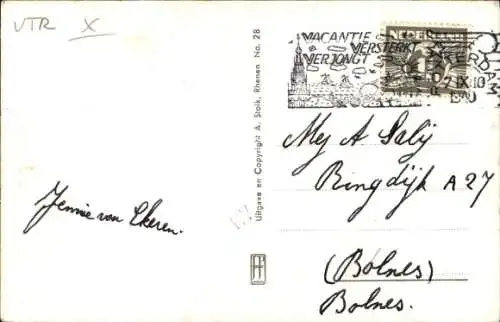 VTR X
VACANTIE
VERSTERKT
VERJONGT
NEDERLAND
Uitgave en Copyright A. Stolk, Rhenen No. 28
Mej A Salij
Ringdijk A 27
(Bolnes)
Bolnes.
Jennie van Ekeren.